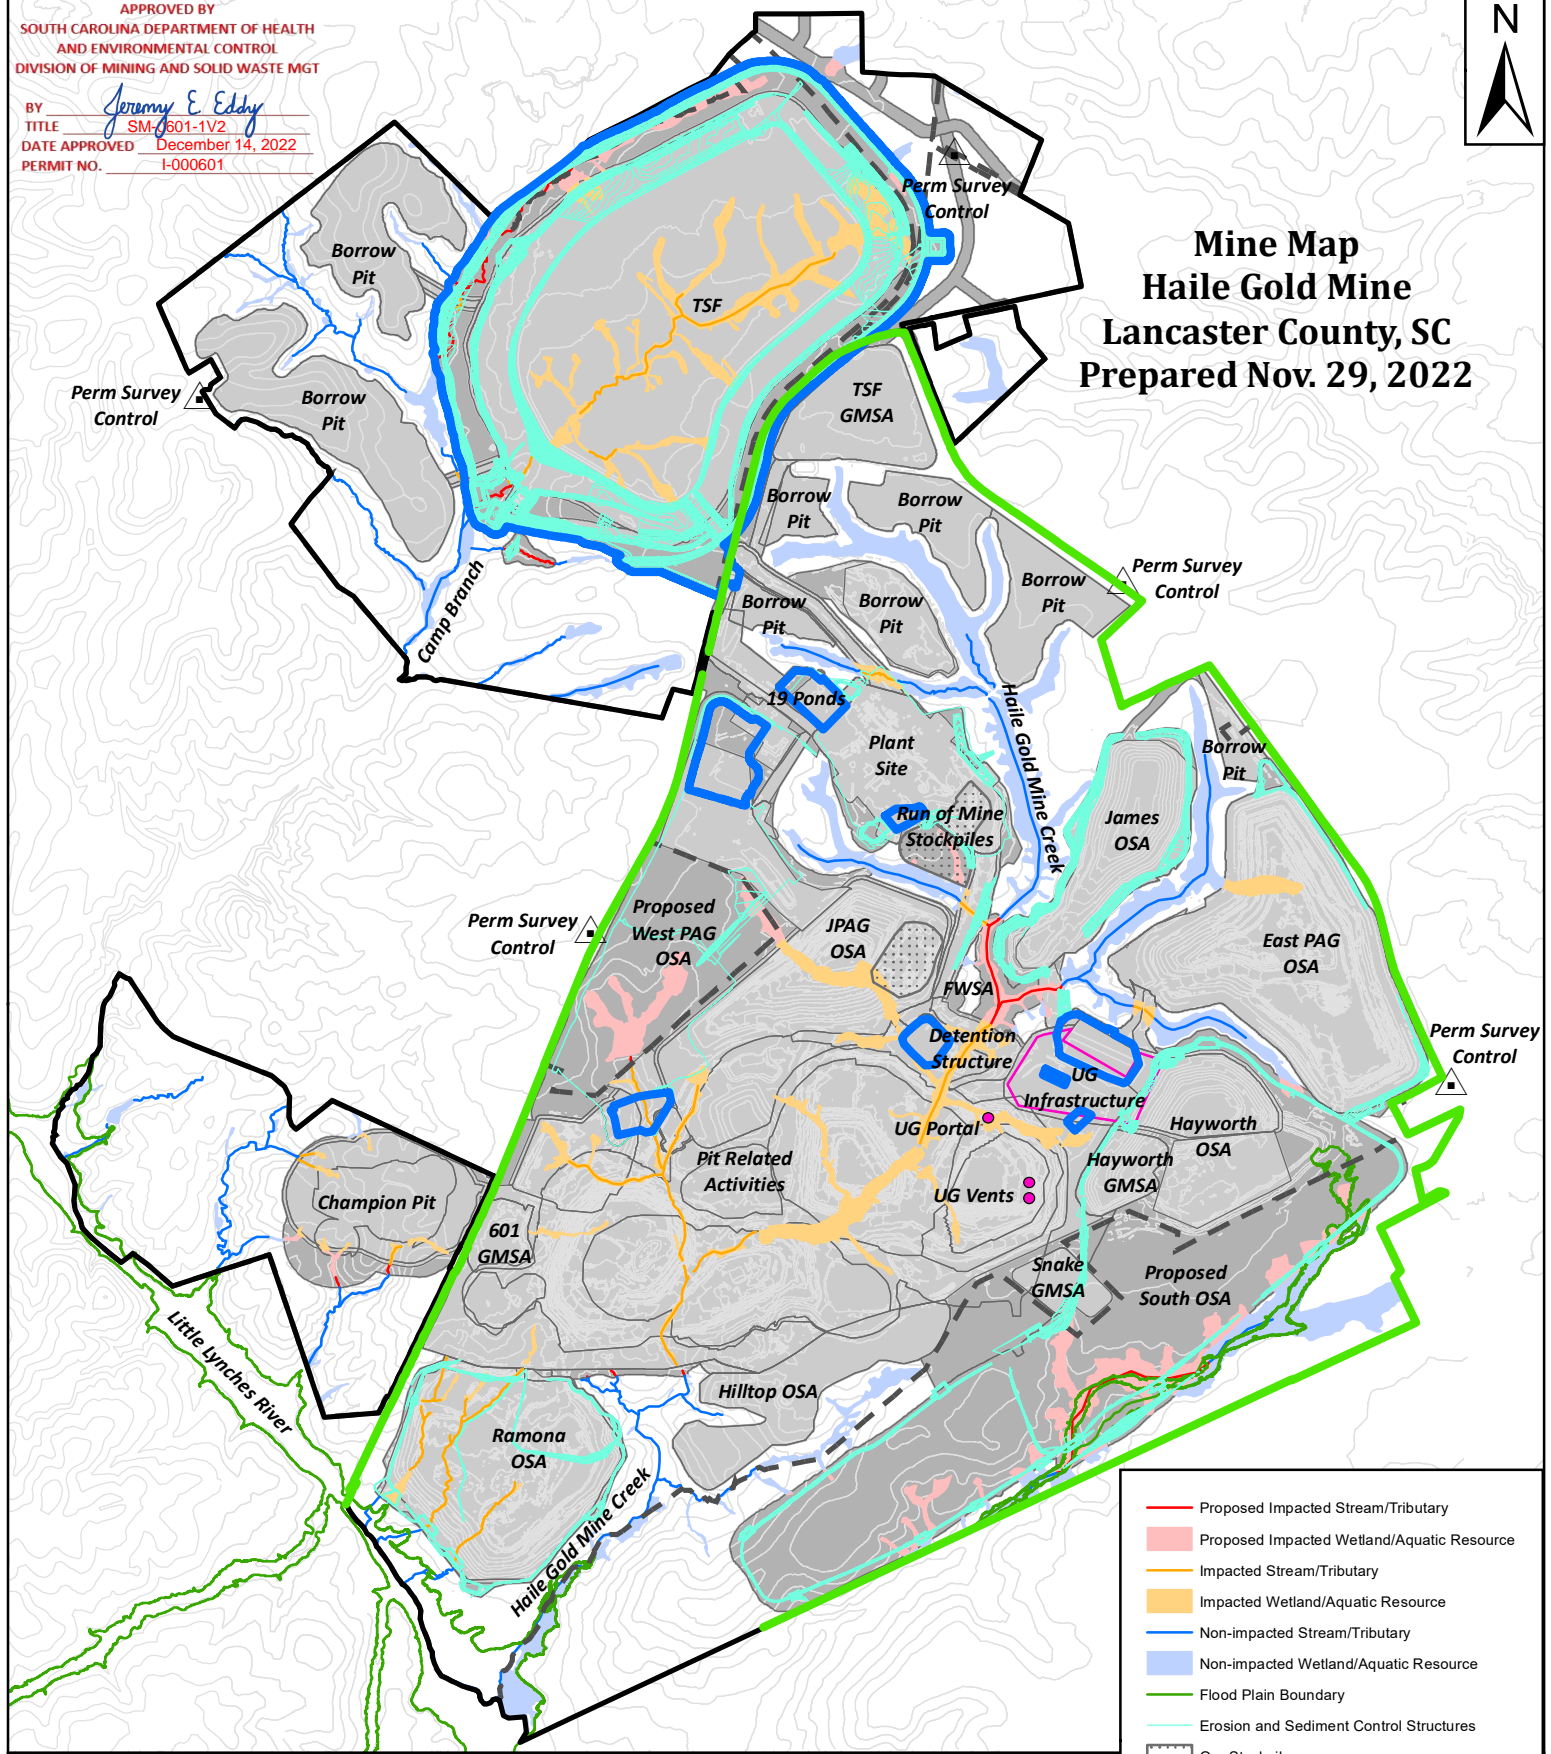 APPROVED BY
SOUTH CAROLINA DEPARTMENT OF HEALTH
AND ENVIRONMENTAL CONTROL
DIVISION OF MINING AND SOLID WASTE MGT
BY Jeremy E. Eddy
TITLE SM-0601-1V2
DATE APPROVED December 14, 2022
PERMIT NO. I-000601
N
Mine Map
Haile Gold Mine
Lancaster County, SC
Prepared Nov. 29, 2022
Perm Survey
Control
Borrow
Pit
TSF
Perm Survey
Control
Borrow
Pit
TSF
GMSA
Borrow
Pit
Borrow
Pit
Borrow
Pit
Perm Survey
Control
Borrow
Pit
Borrow
Pit
Camp Branch
19 Ponds
Haile Gold Mine Creek
Plant
Site
Borrow
Pit
Run of Mine
Stockpiles
James
OSA
Perm Survey
Control
Proposed
West PAG
OSA
JPAG
OSA
East PAG
OSA
FWSA
Detention
Structure
Perm Survey
Control
UG
Infrastructure
UG Portal
Hayworth
OSA
Pit Related
Activities
Hayworth
GMSA
UG Vents
Champion Pit
601
GMSA
Snake
GMSA
Proposed
South OSA
Little Lynches River
Hilltop OSA
Ramona
OSA
Haile Gold Mine Creek
Proposed Impacted Stream/Tributary
Proposed Impacted Wetland/Aquatic Resource
Impacted Stream/Tributary
Impacted Wetland/Aquatic Resource
Non-impacted Stream/Tributary
Non-impacted Wetland/Aquatic Resource
Flood Plain Boundary
Erosion and Sediment Control Structures